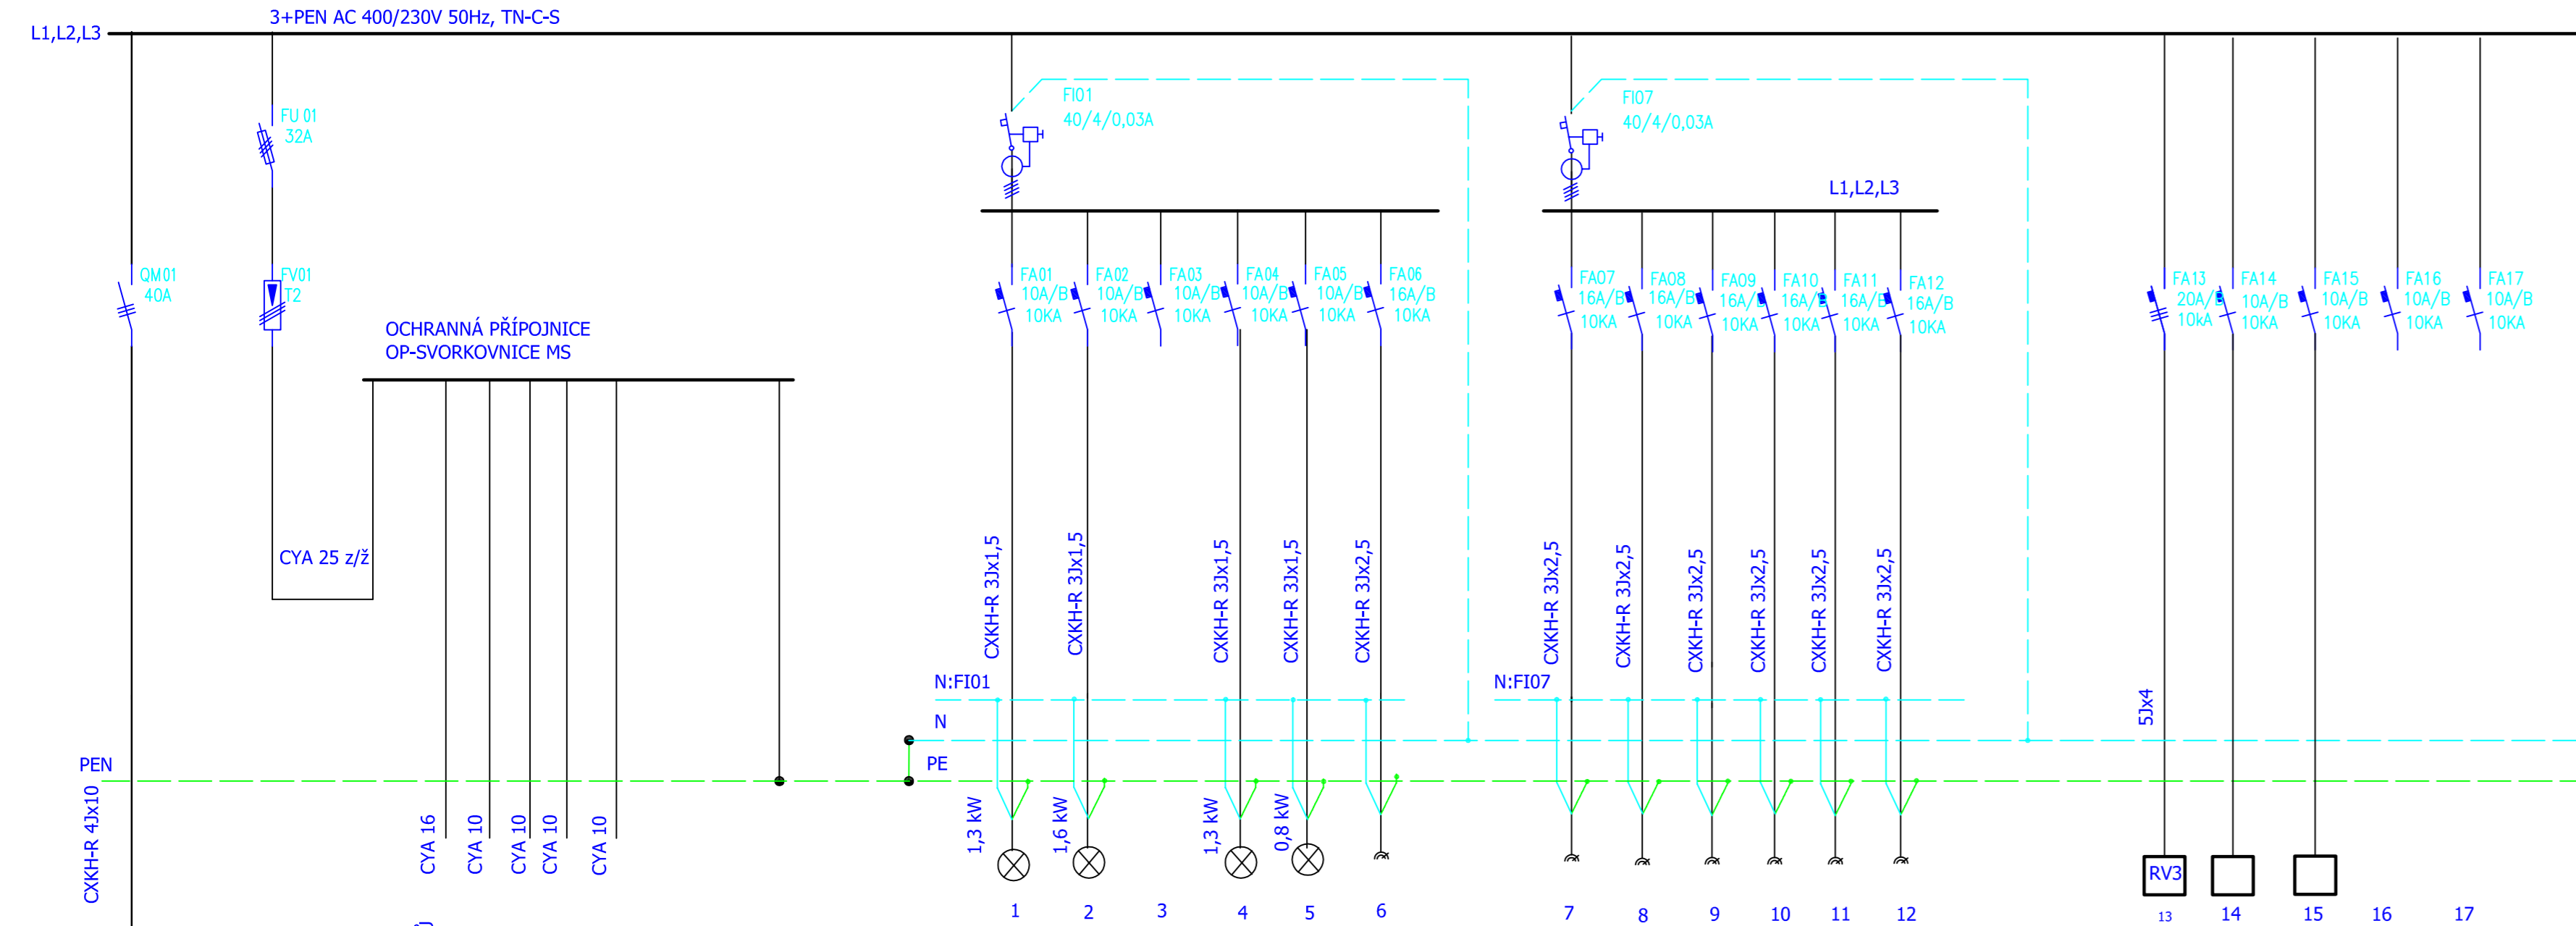 3+PEN AC 400/230V 50Hz, TN-C-S
L1,L2,L3
FU 01
32A
QM01
40A
FV01
T2
OCHRANNÁ PŘÍPOJNICE
OP-SVORKOVNICE MS
CYA 25 z/ž
PEN
CXKH-R 4Jx10
CYA 16
CYA 10
CYA 10
CYA 10
CYA 10
FI01
40/4/0,03A
FA01
10A/B
10KA
FA02
10A/B
10KA
FA03
10A/B
10KA
FA04
10A/B
10KA
FA05
10A/B
10KA
FA06
16A/B
10KA
CXKH-R 3Jx1,5
CXKH-R 3Jx1,5
CXKH-R 3Jx1,5
CXKH-R 3Jx1,5
CXKH-R 3Jx2,5
N:FI01
N
PE
1,3 kW
1,6 kW
1,3 kW
0,8 kW
1
2
3
4
5
6
FI07
40/4/0,03A
L1,L2,L3
FA07
16A/B
10KA
FA08
16A/B
10KA
FA09
16A/B
10KA
FA10
16A/B
10KA
FA11
16A/B
10KA
FA12
16A/B
10KA
CXKH-R 3Jx2,5
CXKH-R 3Jx2,5
CXKH-R 3Jx2,5
CXKH-R 3Jx2,5
CXKH-R 3Jx2,5
CXKH-R 3Jx2,5
N:FI07
7
8
9
10
11
12
FA13
20A/B
10kA
FA14
10A/B
10KA
FA15
10A/B
10KA
FA16
10A/B
10KA
FA17
10A/B
10KA
5Jx4
RV3
13
14
15
16
17